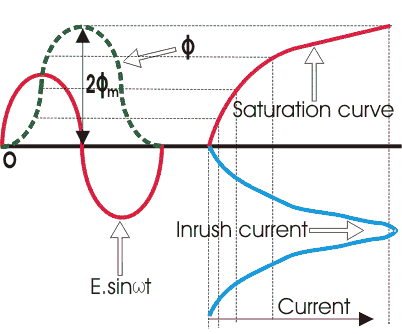 ϕ
2ϕm
Saturation curve
O
Inrush current
E.sinωt
Current